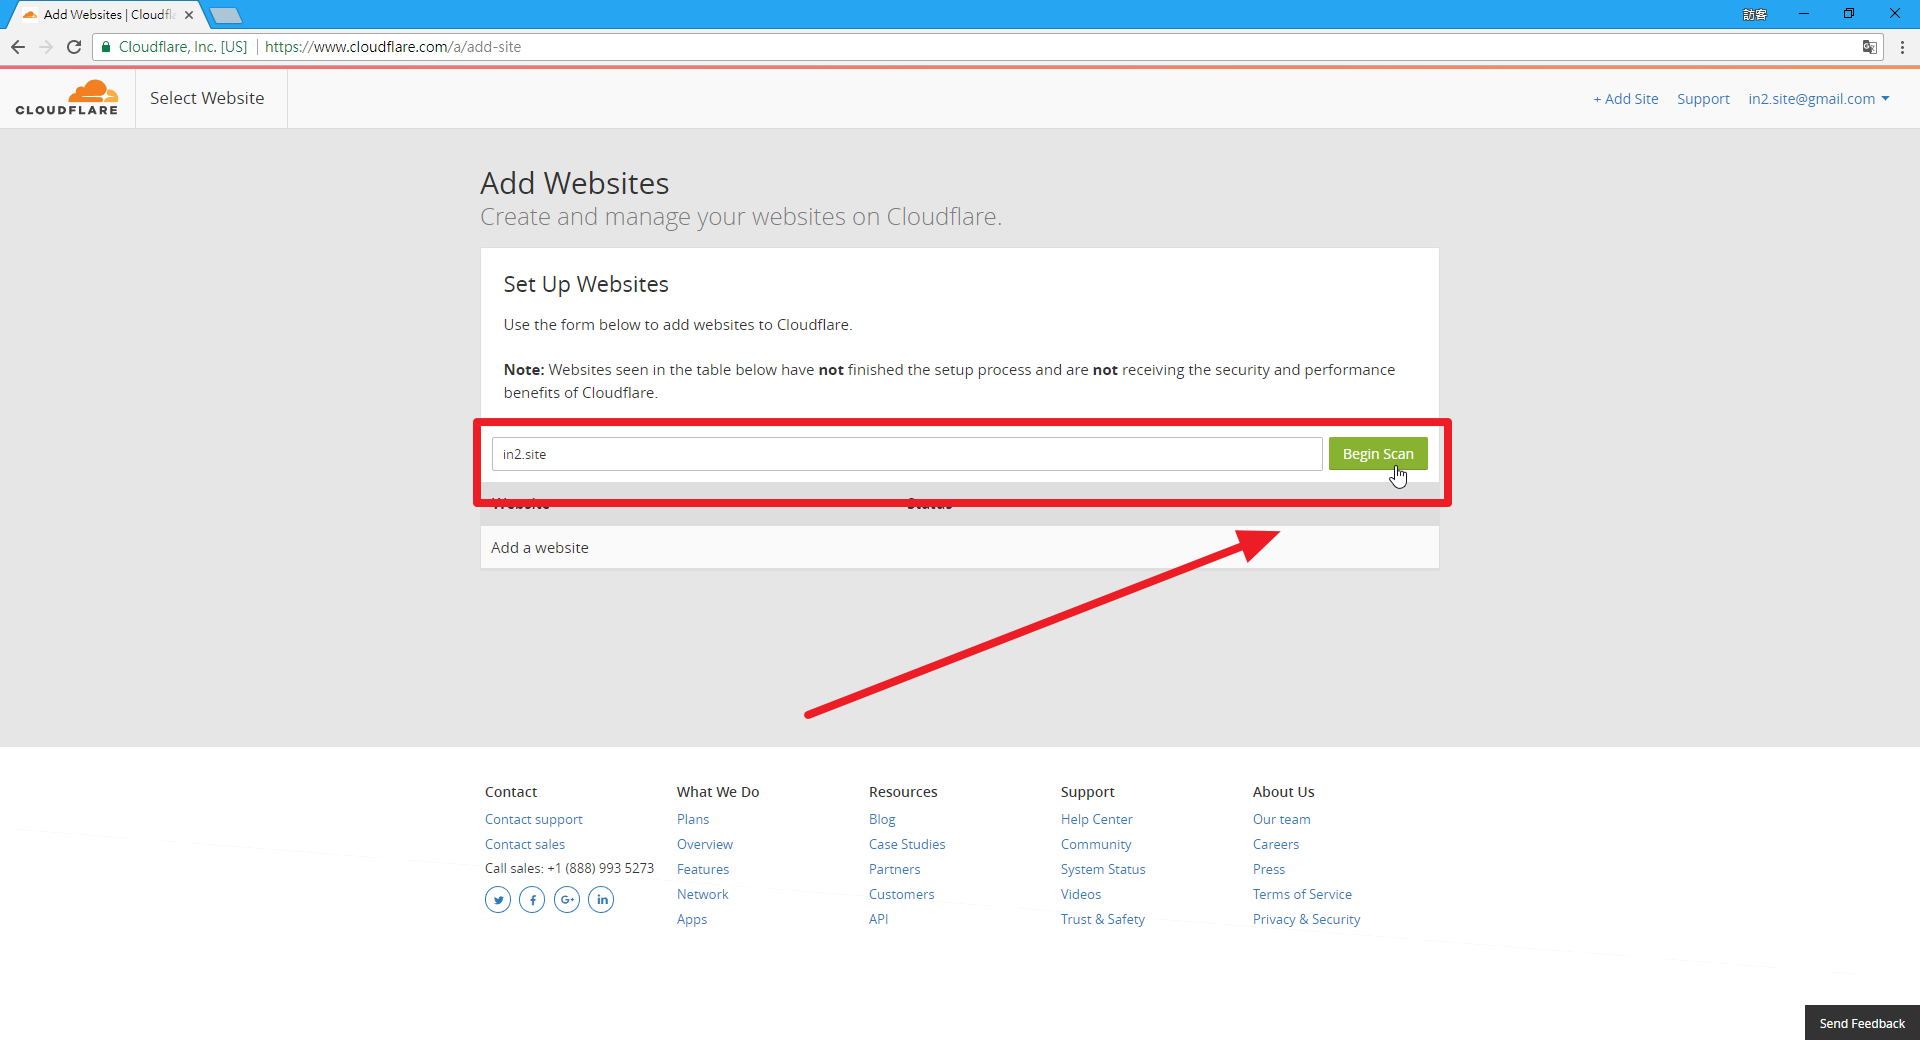 Add Websites | Cloudfla
訪客
Cloudflare, Inc. [US]
https://www.cloudflare.com/a/add-site
CLOUDFLARE
Select Website
+ Add Site
Support
in2.site@gmail.com
Add Websites
Create and manage your websites on Cloudflare.
Set Up Websites
Use the form below to add websites to Cloudflare.
Note: Websites seen in the table below have not finished the setup process and are not receiving the security and performance
benefits of Cloudflare.
in2.site
Begin Scan
Website
Status
Add a website
Contact
Contact support
Contact sales
Call sales: +1 (888) 993 5273
What We Do
Plans
Overview
Features
Network
Apps
Resources
Blog
Case Studies
Partners
Customers
API
Support
Help Center
Community
System Status
Videos
Trust & Safety
About Us
Our team
Careers
Press
Terms of Service
Privacy & Security
Send Feedback